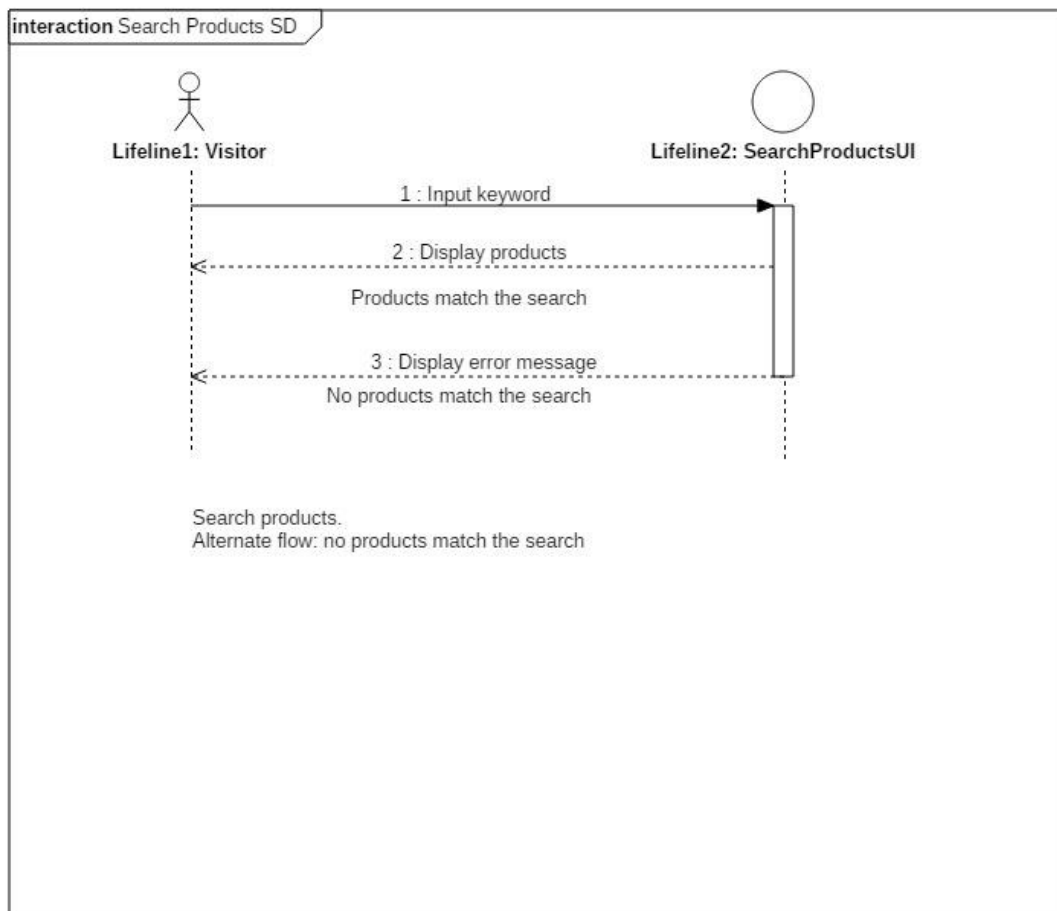 interaction Search Products SD
Lifeline1: Visitor
Lifeline2: SearchProductsUI
1 : Input keyword
2 : Display products
Products match the search
3 : Display error message
No products match the search
Search products.
Alternate flow: no products match the search